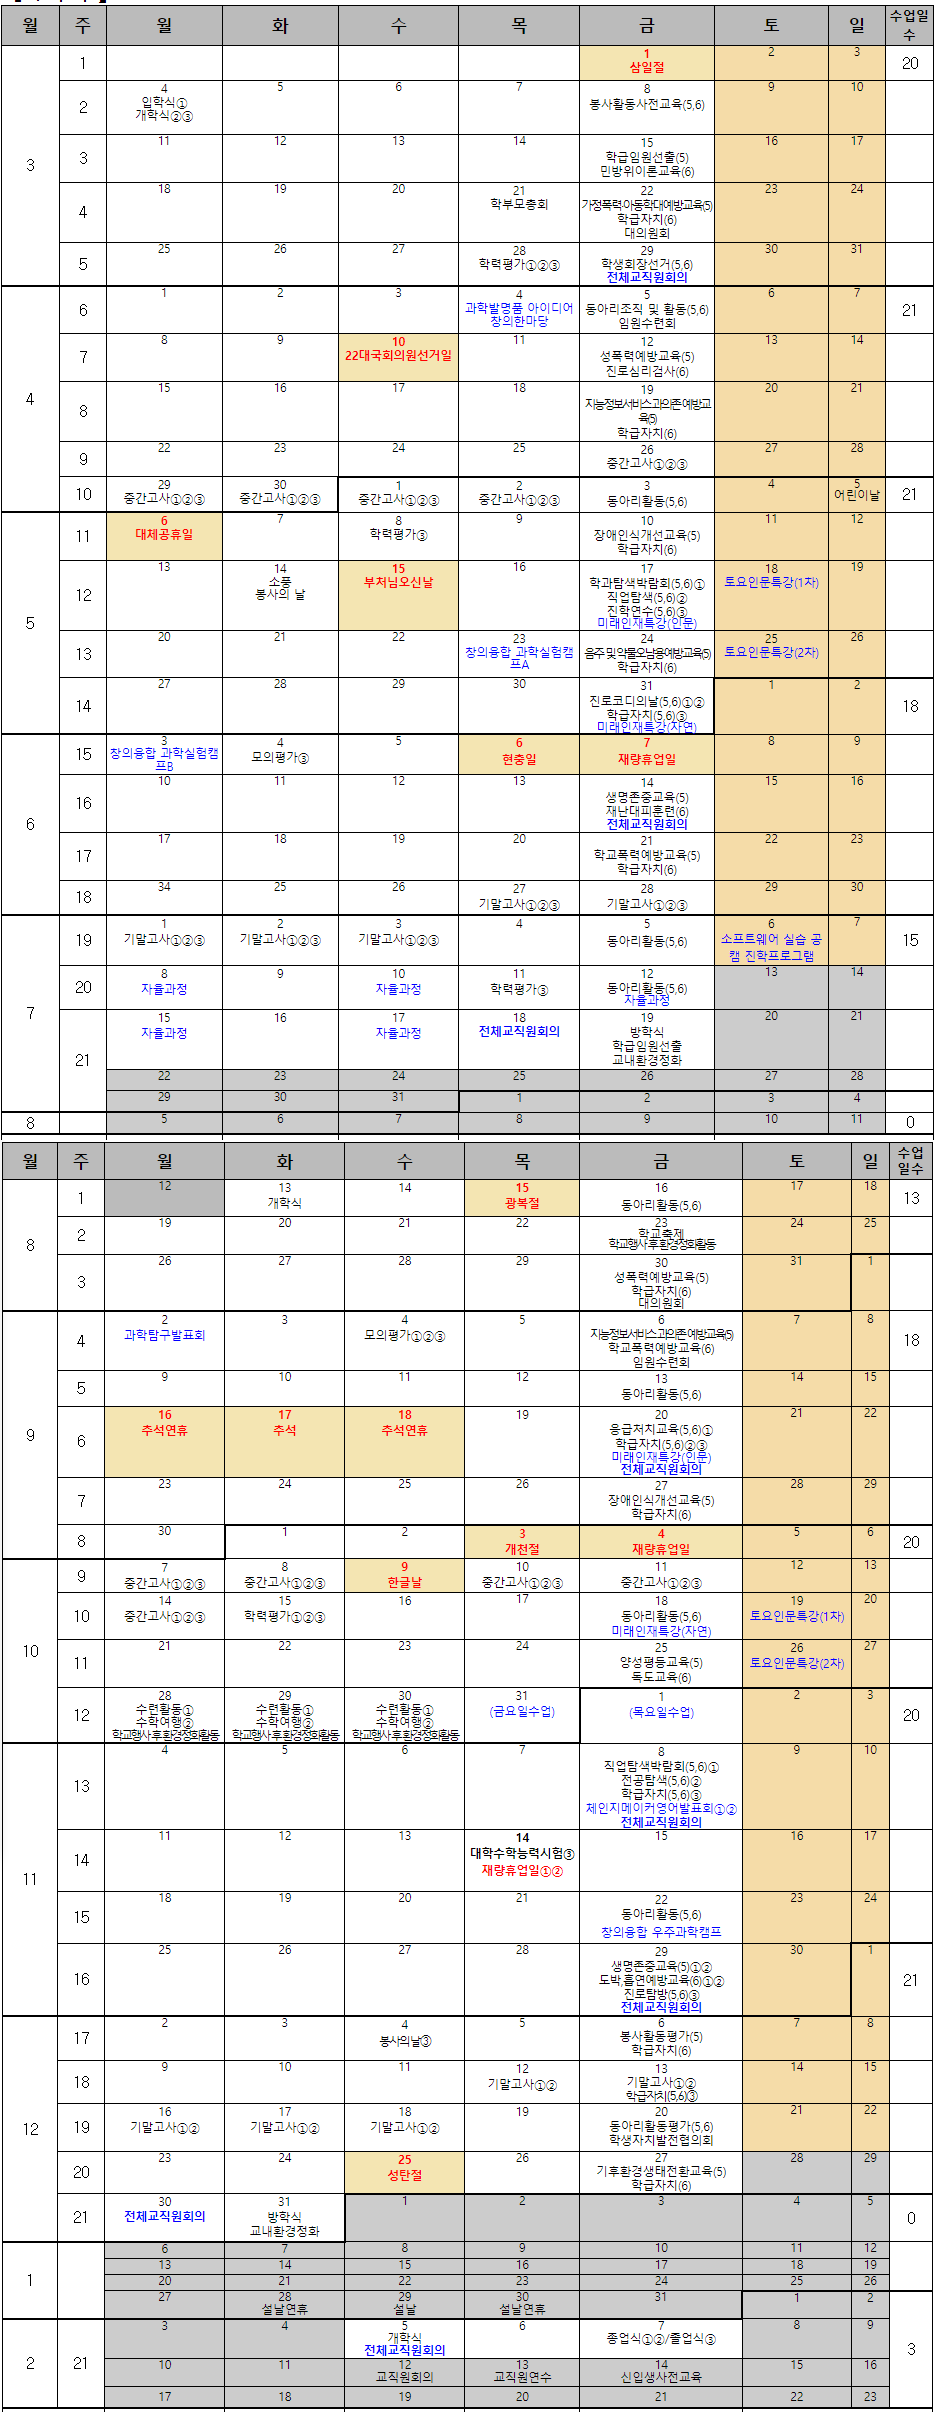 월 주 월 화 수 목 금 토 일 수업일
수
3 1 1 2 3 20
삼일절
2 4 5 6 7 8 9 10
입학식① 봉사활동사전교육(5,6)
개학식②③
3 11 12 13 14 15 16 17
학급임원선출(5)
민방위이론교육(6)
4 18 19 20 21 22 23 24
학부모총회 가정폭력·아동학대예방교육(5)
학급자치(6)
대의원회
5 25 26 27 28 29 30 31
학력평가①②③ 학생회장선거(5,6)
전체교직원회의
4 6 1 2 3 4 5 6 7 21
과학발명품 아이디어 동아리조직 및 활동(5,6)
창의한마당 임원수련회
7 8 9 10 11 12 13 14
22대국회의원선거일 성폭력예방교육(5)
진로심리검사(6)
8 15 16 17 18 19 20 21
지능정보서비스과의존예방교
육(5)
학급자치(6)
9 22 23 24 25 26 27 28
중간고사①②③
10 29 30 1 2 3 4 5 21
중간고사①②③ 중간고사①②③ 중간고사①②③ 중간고사①②③ 동아리활동(5,6) 어린이날
5 11 6 7 8 9 10 11 12
대체공휴일 학력평가③ 장애인식개선교육(5)
학급자치(6)
12 13 14 15 16 17 18 19
소풍 부처님오신날 학과탐색박람회(5,6)① 토요인문특강(1차)
봉사의 날 직업탐색(5,6)②
진학연수(5,6)③
미래인재특강(인문)
13 20 21 22 23 24 25 26
창의융합 과학실험캠 음주 및 약물오남용예방교육(5) 토요인문특강(2차)
프A 학급자치(6)
14 27 28 29 30 31 1 2 18
진로코디의날(5,6)①②
학급자치(5,6)③
미래인재특강(자연)
6 15 3 4 5 6 7 8 9
창의융합 과학실험캠 모의평가③ 현충일 재량휴업일
프B
16 10 11 12 13 14 15 16
생명존중교육(5)
재난대피훈련(6)
전체교직원회의
17 17 18 19 20 21 22 23
학교폭력예방교육(5)
학급자치(6)
18 34 25 26 27 28 29 30
기말고사①②③ 기말고사①②③
7 19 1 2 3 4 5 6 7 15
기말고사①②③ 기말고사①②③ 기말고사①②③ 동아리활동(5,6) 소프트웨어 실습 공
캠 진학프로그램
20 8 9 10 11 12 13 14
자율과정 자율과정 학력평가③ 동아리활동(5,6)
자율과정
21 15 16 17 18 19 20 21
자율과정 자율과정 전체교직원회의 방학식
학급임원선출
교내환경정화
22 23 24 25 26 27 28
29 30 31 1 2 3 4
8 5 6 7 8 9 10 11 0
월 주 월 화 수 목 금 토 일 수업
일수
8 1 12 13 14 15 16 17 18 13
개학식 광복절 동아리활동(5,6)
2 19 20 21 22 23 24 25
학교축제
학교행사후환경정화활동
3 26 27 28 29 30 31 1
성폭력예방교육(5)
학급자치(6)
대의원회
9 4 2 3 4 5 6 7 8 18
과학탐구발표회 모의평가①②③ 지능정보서비스과의존예방교육(5)
학교폭력예방교육(6)
임원수련회
5 9 10 11 12 13 14 15
동아리활동(5,6)
6 16 17 18 19 20 21 22
추석연휴 추석 추석연휴 응급처치교육(5,6)①
학급자치(5,6)②③
미래인재특강(인문)
전체교직원회의
7 23 24 25 26 27 28 29
장애인식개선교육(5)
학급자치(6)
8 30 1 2 3 4 5 6 20
개천절 재량휴업일
10 9 7 8 9 10 11 12 13
중간고사①②③ 중간고사①②③ 한글날 중간고사①②③ 중간고사①②③
10 14 15 16 17 18 19 20
중간고사①②③ 학력평가①②③ 동아리활동(5,6) 토요인문특강(1차)
미래인재특강(자연)
11 21 22 23 24 25 26 27
양성평등교육(5) 토요인문특강(2차)
독도교육(6)
12 28 29 30 31 1 2 3 20
수련활동① 수련활동① 수련활동① (금요일수업) (목요일수업)
수학여행② 수학여행② 수학여행②
학교행사후환경정화활동 학교행사후환경정화활동 학교행사후환경정화활동
11 13 4 5 6 7 8 9 10
직업탐색박람회(5,6)①
전공탐색(5,6)②
학급자치(5,6)③
체인지메이커영어발표회①②
전체교직원회의
14 11 12 13 14 15 16 17
대학수학능력시험③
재량휴업일①②
15 18 19 20 21 22 23 24
동아리활동(5,6)
창의융합 우주과학캠프
16 25 26 27 28 29 30 1 21
생명존중교육(5)①②
도박,흡연예방교육(6)①②
진로탐방(5,6)③
전체교직원회의
12 17 2 3 4 5 6 7 8
봉사의날③ 봉사활동평가(5)
학급자치(6)
18 9 10 11 12 13 14 15
기말고사①② 기말고사①②
학급자치(5,6)③
19 16 17 18 19 20 21 22
기말고사①② 기말고사①② 기말고사①② 동아리활동평가(5,6)
학생자치발전협의회
20 23 24 25 26 27 28 29
성탄절 기후환경생태전환교육(5)
학급자치(6)
21 30 31 1 2 3 4 5 0
전체교직원회의 방학식
교내환경정화
1 6 7 8 9 10 11 12
13 14 15 16 17 18 19
20 21 22 23 24 25 26
27 28 29 30 31 1 2
설날연휴 설날 설날연휴
2 21 3 4 5 6 7 8 9 3
개학식 종업식①②/졸업식③
전체교직원회의
10 11 12 13 14 15 16
교직원회의 교직원연수 신입생사전교육
17 18 19 20 21 22 23